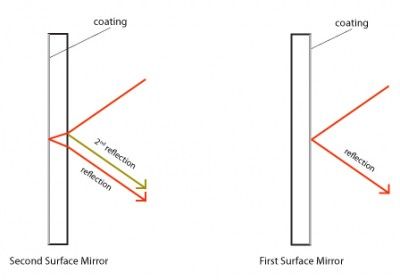 coating
coating
2nd reflection
reflection
reflection
Second Surface Mirror
First Surface Mirror